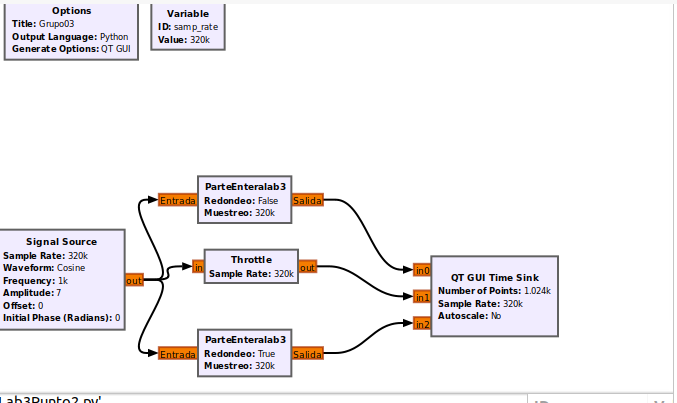 Options
Title: Grupo03
Output Language: Python
Generate Options: QT GUI
Variable
ID: samp_rate
Value: 320k
ParteEnteralab3
Redondeo: False
Muestreo: 320k
Entrada
Salida
Signal Source
Sample Rate: 320k
Waveform: Cosine
Frequency: 1k
Amplitude: 7
Offset: 0
Initial Phase (Radians): 0
out
Throttle
Sample Rate: 320k
in
out
QT GUI Time Sink
Number of Points: 1.024k
Sample Rate: 320k
Autoscale: No
in0
in1
in2
ParteEnteralab3
Redondeo: True
Muestreo: 320k
Entrada
Salida
Lab3Punto2.py'